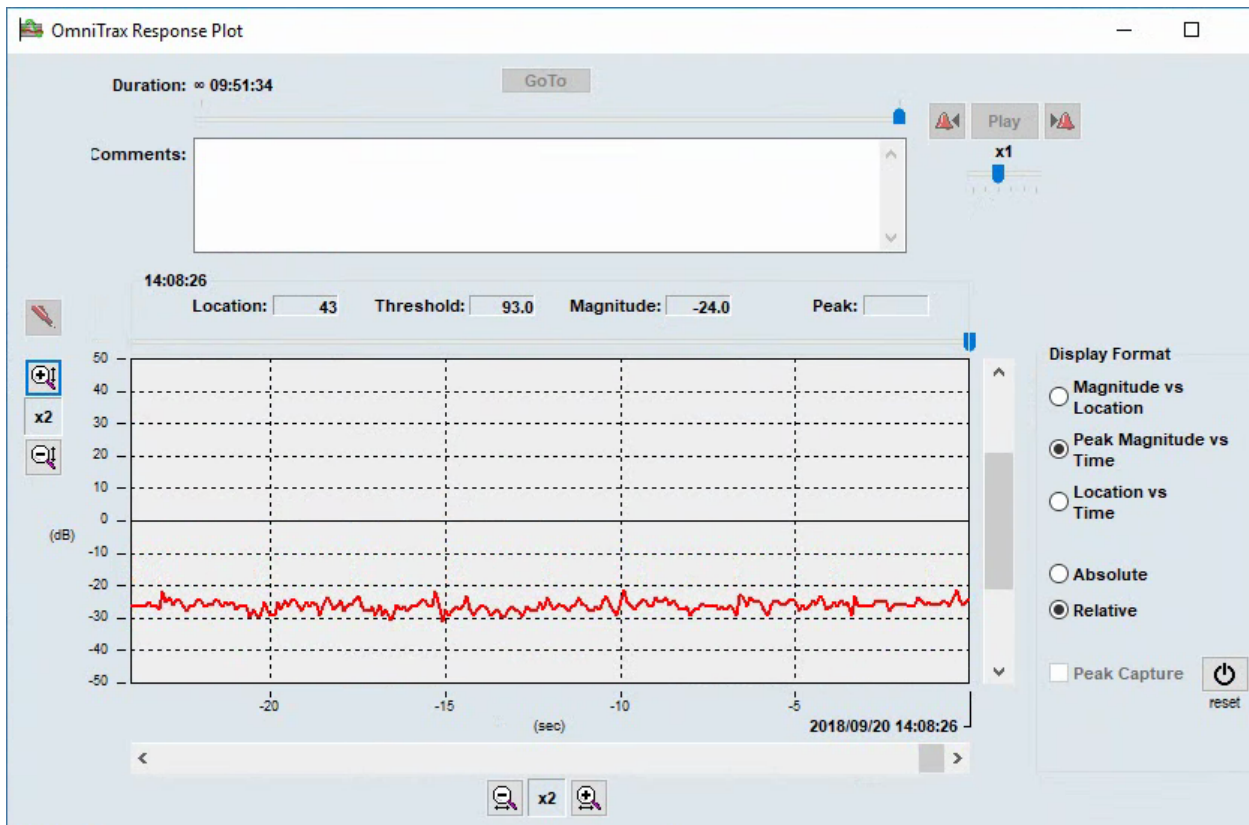 OmniTrax Response Plot
Duration: ∞ 09:51:34
GoTo
Play
x1
Comments:
14:08:26
Location: 43 Threshold: 93.0 Magnitude: -24.0 Peak:
x2
50
40
30
20
10
0
-10
-20
-30
-40
-50
(dB)
-20 -15 -10 -5
(sec)
2018/09/20 14:08:26
x2
Display Format
Magnitude vs
Location
Peak Magnitude vs
Time
Location vs
Time
Absolute
Relative
Peak Capture
reset